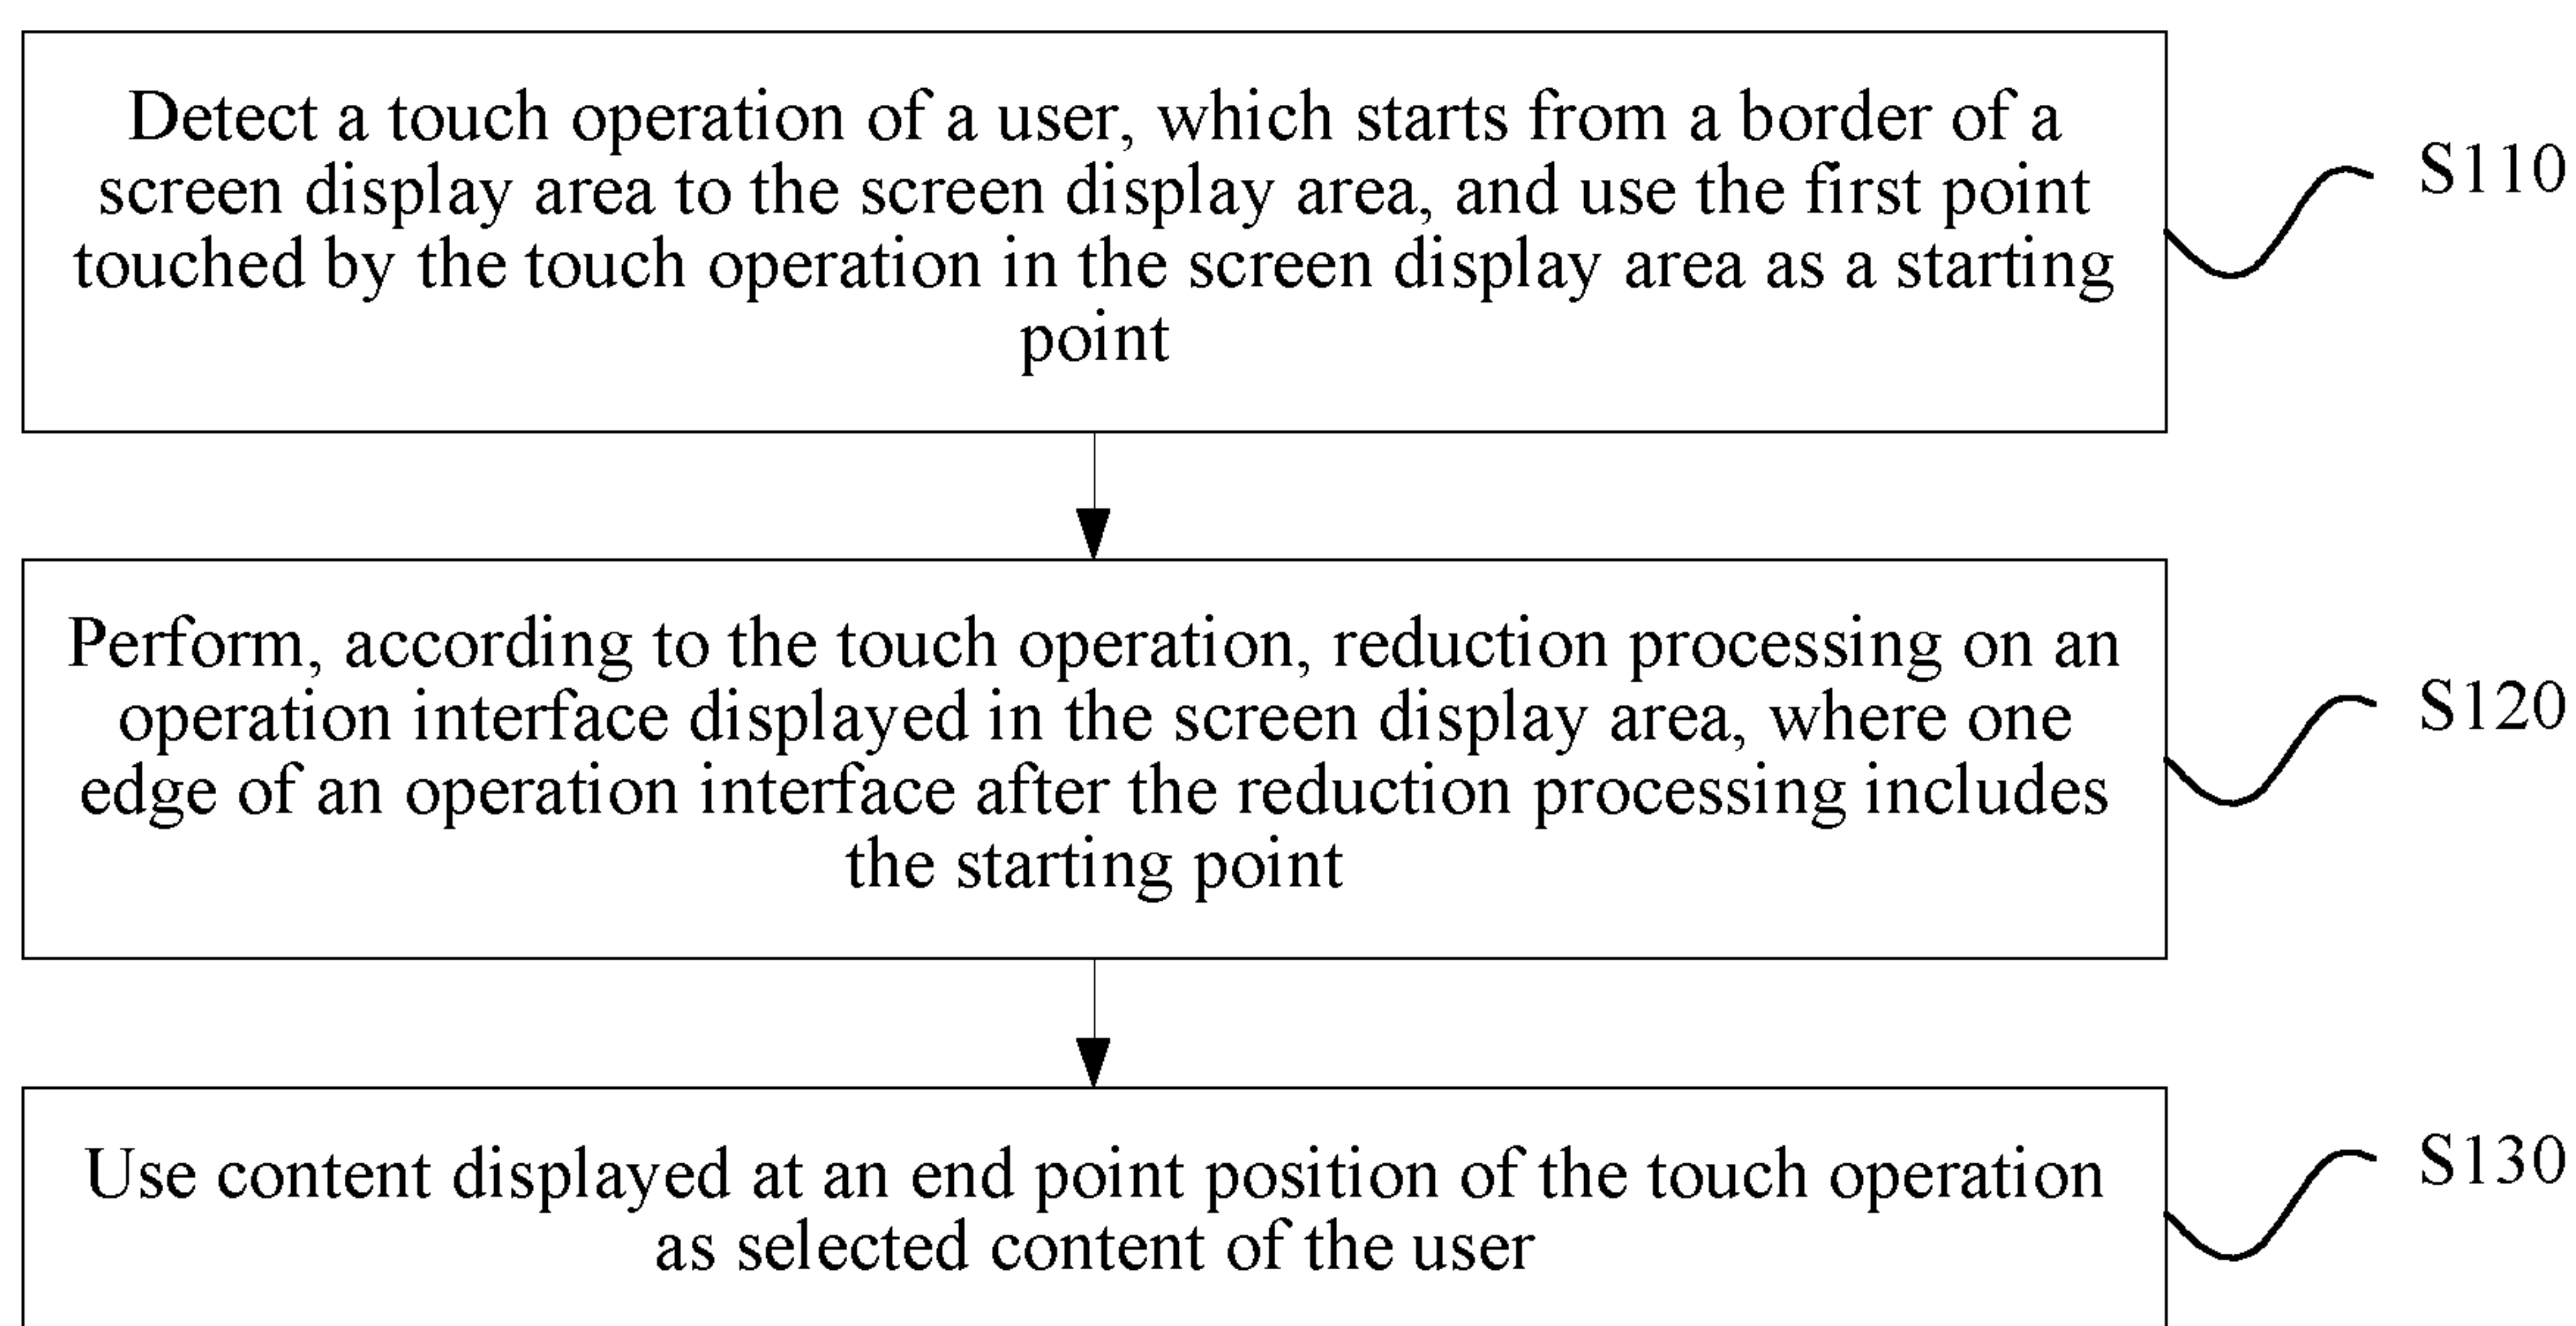 Detect a touch operation of a user, which starts from a border of a
screen display area to the screen display area, and use the first point
touched by the touch operation in the screen display area as a starting
point
S110
Perform, according to the touch operation, reduction processing on an
operation interface displayed in the screen display area, where one
edge of an operation interface after the reduction processing includes
the starting point
S120
Use content displayed at an end point position of the touch operation
as selected content of the user
S130